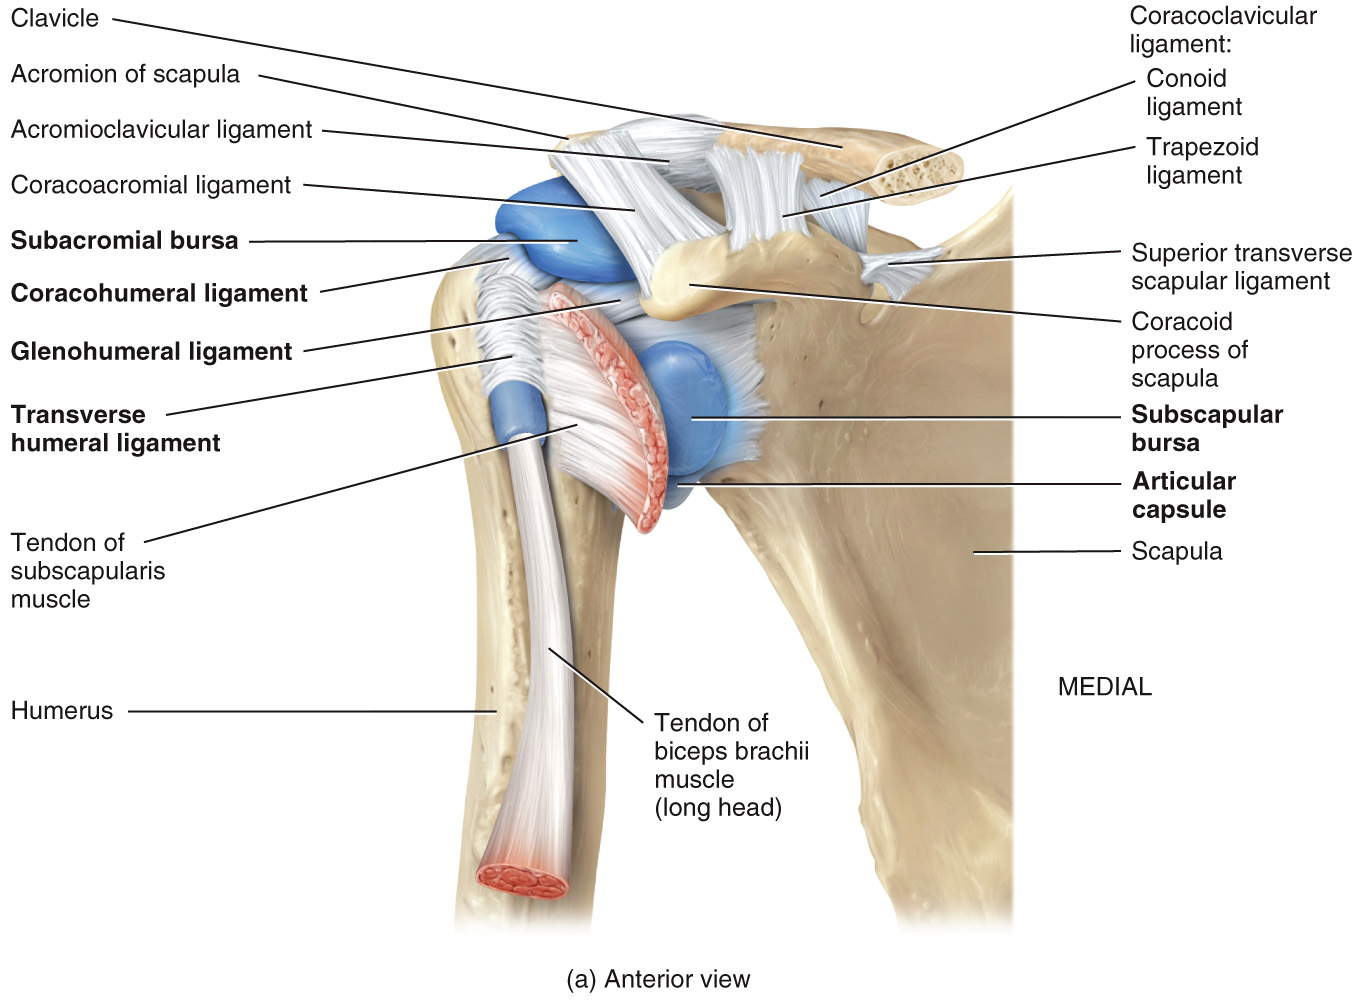 Clavicle
Acromion of scapula
Acromioclavicular ligament
Coracoacromial ligament
Subacromial bursa
Coracohumeral ligament
Glenohumeral ligament
Transverse
humeral ligament
Tendon of
subscapularis
muscle
Humerus
Tendon of
biceps brachii
muscle
(long head)
Coracoclavicular
ligament:
Conoid
ligament
Trapezoid
ligament
Superior transverse
scapular ligament
Coracoid
process of
scapula
Subscapular
bursa
Articular
capsule
Scapula
MEDIAL
(a) Anterior view